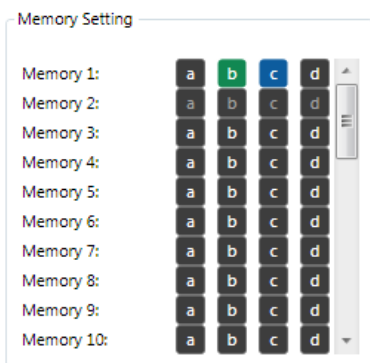 Memory Setting
Memory 1: a b c d
Memory 2: a b c d
Memory 3: a b c d
Memory 4: a b c d
Memory 5: a b c d
Memory 6: a b c d
Memory 7: a b c d
Memory 8: a b c d
Memory 9: a b c d
Memory 10: a b c d